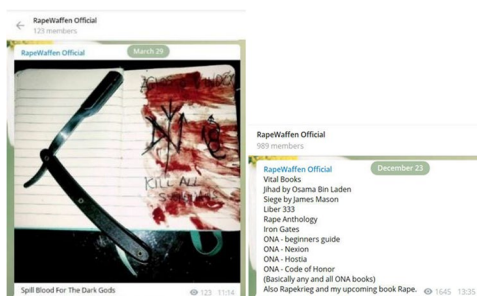 RapeWaffen Official
123 members
March 29
RapeWaffen Official
INDEX
KILL ALL
Spill Blood For The Dark Gods
123 11:14
RapeWaffen Official
989 members
December 23
RapeWaffen Official
Vital Books
Jihad by Osama Bin Laden
Siege by James Mason
Liber 333
Rape Anthology
Iron Gates
ONA - beginners guide
ONA - Nexion
ONA - Hostia
ONA - Code of Honor
(Basically any and all ONA books)
Also Rapekrieg and my upcoming book Rape.
1645 13:35